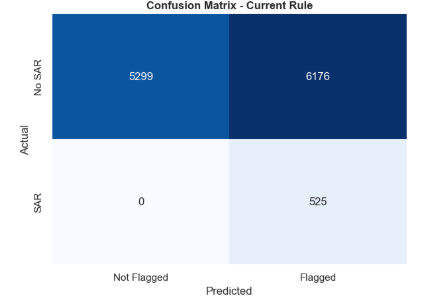 Confusion Matrix - Current Rule
No SAR
5299
6176
Actual
SAR
0
525
Not Flagged
Flagged
Predicted